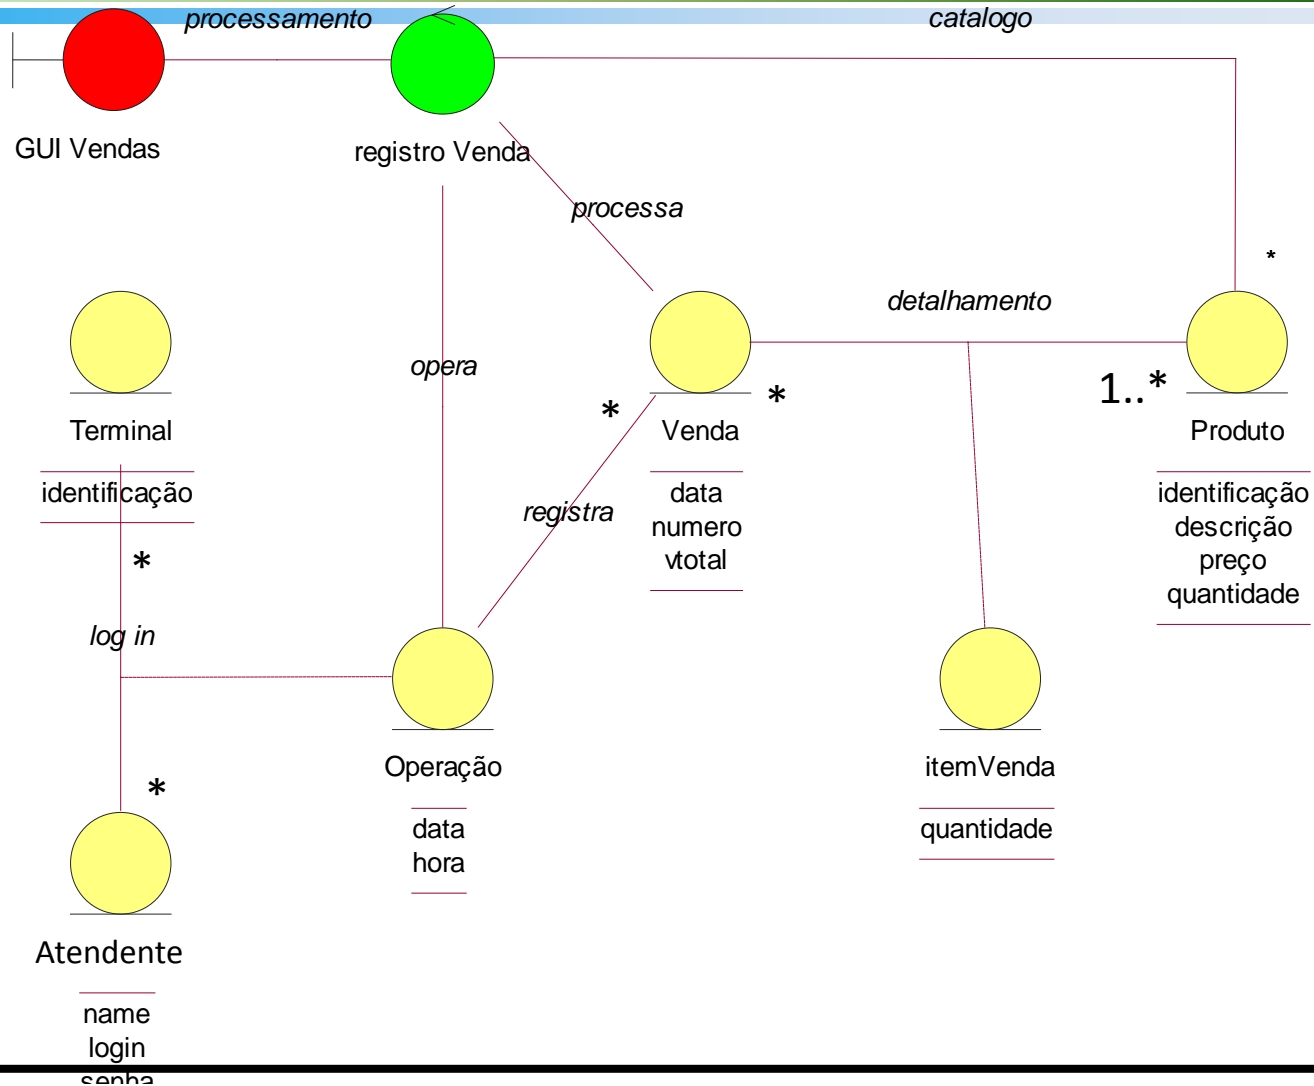 processamento
catalogo
GUI Vendas
registro Venda
processa
*
detalhamento
opera
1..*
*
*
Terminal
Venda
Produto
identificação
data
numero
vtotal
identificação
descrição
preço
quantidade
registra
*
log in
Operação
itemVenda
*
data
hora
quantidade
Atendente
name
login
senha